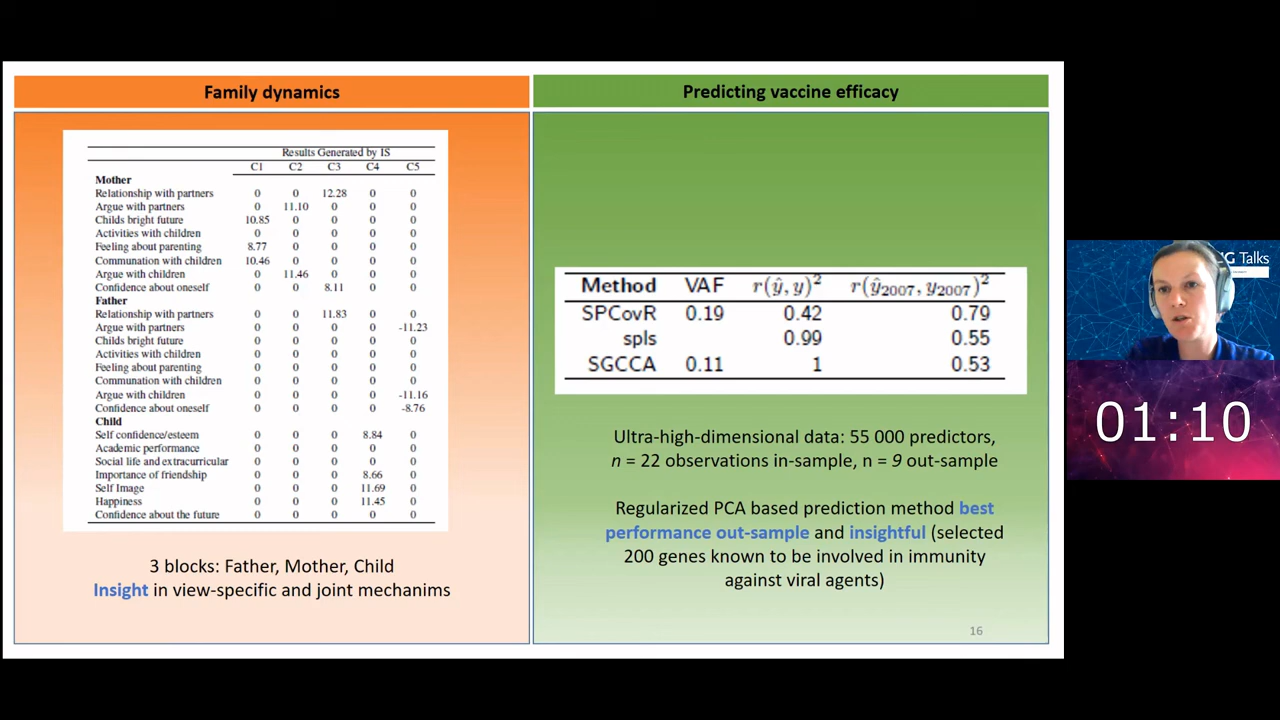 Family dynamics
Results Generated by IS
C1 C2 C3 C4 C5
Mother
Relationship with partners 0 0 12.28 0 0
Argue with partners 0 11.10 0 0 0
Childs bright future 10.85 0 0 0 0
Activities with children 0 0 0 0 0
Feeling about parenting 8.77 0 0 0 0
Communation with children 10.46 0 0 0 0
Argue with children 0 11.46 0 0 0
Confidence about oneself 0 0 8.11 0 0
Father
Relationship with partners 0 0 11.83 0 0
Argue with partners 0 0 0 0 -11.23
Childs bright future 0 0 0 0 0
Activities with children 0 0 0 0 0
Feeling about parenting 0 0 0 0 0
Communation with children 0 0 0 0 0
Argue with children 0 0 0 0 -11.16
Confidence about oneself 0 0 0 0 -8.76
Child
Self confidence/esteem 0 0 0 8.84 0
Academic performance 0 0 0 0 0
Social life and extracurricular 0 0 0 0 0
Importance of friendship 0 0 0 8.66 0
Self Image 0 0 0 11.69 0
Happiness 0 0 0 11.45 0
Confidence about the future 0 0 0 0 0
3 blocks: Father, Mother, Child
Insight in view-specific and joint mechanims
Predicting vaccine efficacy
Method VAF r(ŷ, y)² r(ŷ₂₀₀₇, y₂₀₀₇)²
SPCovR 0.19 0.42 0.79
spls 0.99 0.55
SGCCA 0.11 1 0.53
Ultra-high-dimensional data: 55 000 predictors,
n = 22 observations in-sample, n = 9 out-sample
Regularized PCA based prediction method best
performance out-sample and insightful (selected
200 genes known to be involved in immunity
against viral agents)
16
Talks
01:10